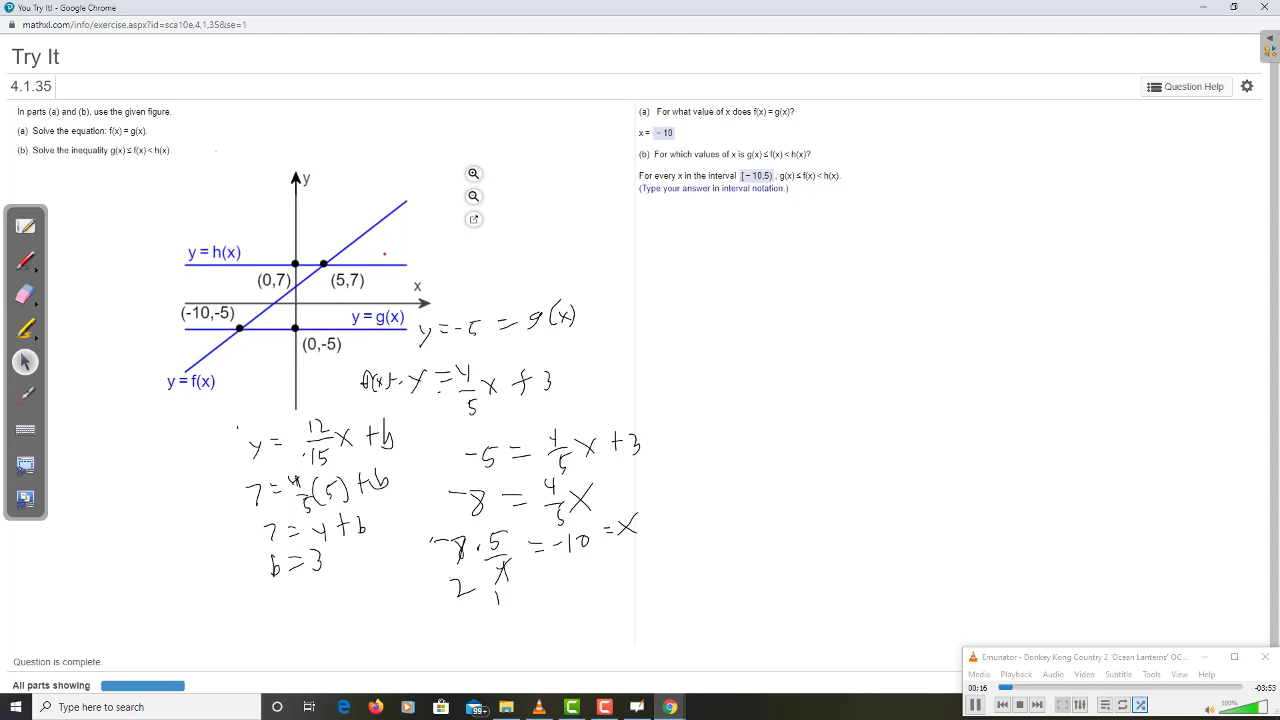 You Try It! - Google Chrome
mathxl.com/info/exercise.aspx?id=sca10e,4,1,35&se=1
Try It
4.1.35
Question Help
In parts (a) and (b), use the given figure.
(a) Solve the equation: f(x) = g(x).
(b) Solve the inequality g(x) ≤ f(x) < h(x).
(a) For what value of x does f(x) = g(x)?
x = - 10
(b) For which values of x is g(x) ≤ f(x) < h(x)?
For every x in the interval [ - 10,5) , g(x) ≤ f(x) < h(x).
(Type your answer in interval notation.)
y
y = h(x)
(0,7)
(5,7)
x
(-10,-5)
y = g(x)
(0,-5)
y = f(x)
y = -5 = g(x)
f(x) = y = 4/5 x + 3
y = 12/15 x + b
7 = 4/5 (5) + b
7 = 4 + b
b = 3
-5 = 4/5 x + 3
-8 = 4/5 x
-8 · 5/4 = -10 = x
2 1
Question is complete.
All parts showing
Emunator - Donkey Kong Country 2 'Ocean Lanterns' OC...
Media Playback Audio Video Subtitle Tools View Help
00:16
-03:53
100%
Type here to search
99+